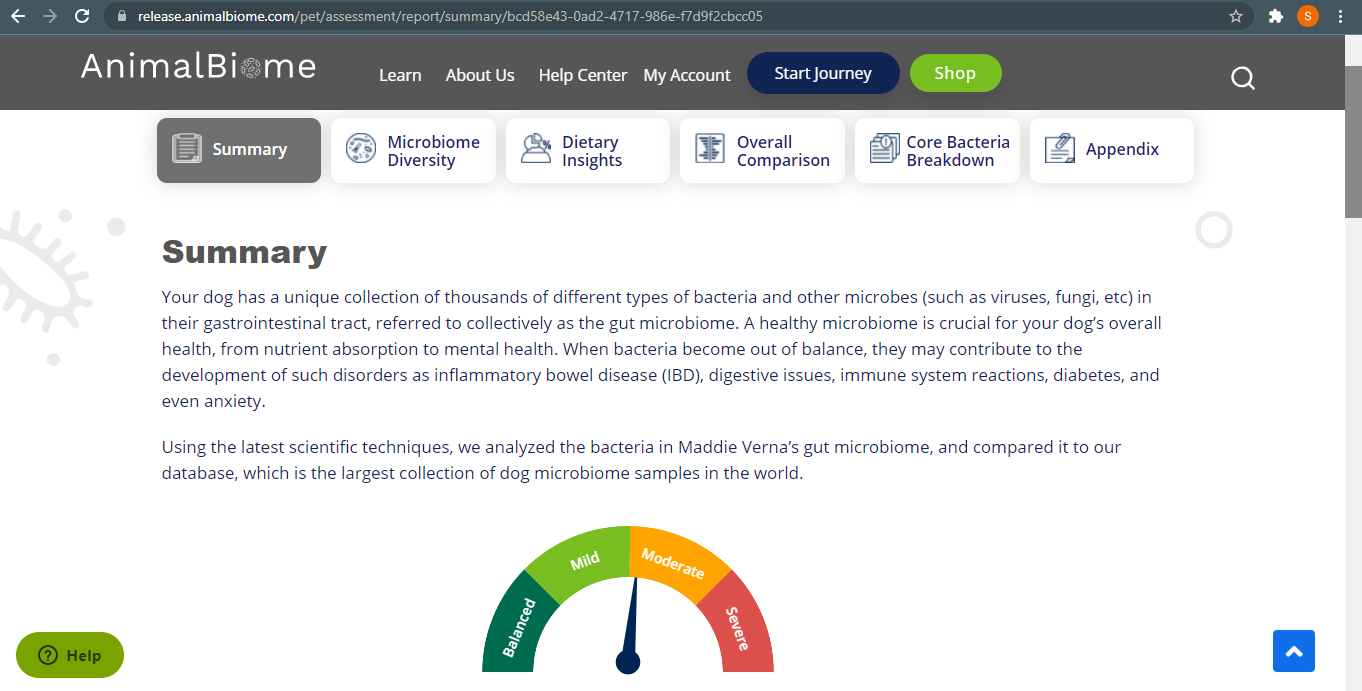 release.animalbiome.com/pet/assessment/report/summary/bcd58e43-0ad2-4717-986e-f7d9f2cbcc05
S
AnimalBiome
Learn
About Us
Help Center
My Account
Start Journey
Shop
Summary
Microbiome
Diversity
Dietary
Insights
Overall
Comparison
Core Bacteria
Breakdown
Appendix
Summary
Your dog has a unique collection of thousands of different types of bacteria and other microbes (such as viruses, fungi, etc) in
their gastrointestinal tract, referred to collectively as the gut microbiome. A healthy microbiome is crucial for your dog’s overall
health, from nutrient absorption to mental health. When bacteria become out of balance, they may contribute to the
development of such disorders as inflammatory bowel disease (IBD), digestive issues, immune system reactions, diabetes, and
even anxiety.
Using the latest scientific techniques, we analyzed the bacteria in Maddie Verna’s gut microbiome, and compared it to our
database, which is the largest collection of dog microbiome samples in the world.
Balanced
Mild
Moderate
Severe
? Help